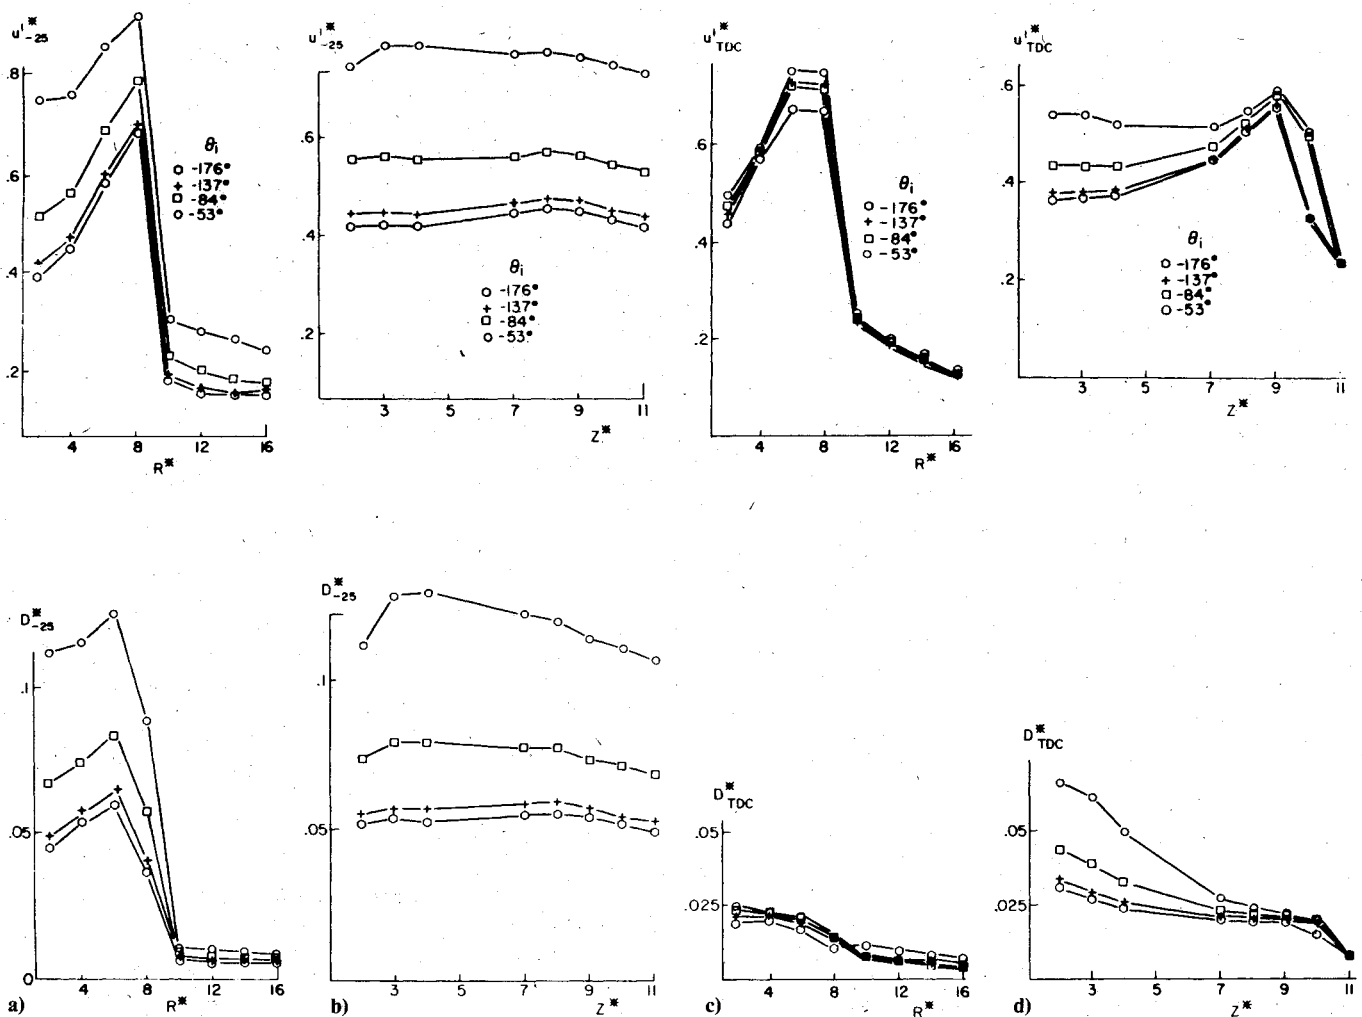 u'*-25
.8
.6
.4
.2
θi
-176°
-137°
-84°
-53°
4 8 12 16
R*
u'*-25
.8
.6
.4
.2
θi
-176°
-137°
-84°
-53°
3 5 7 9 11
Z*
u'*TDC
.6
.4
.2
θi
-176°
-137°
-84°
-53°
4 8 12 16
R*
u'*TDC
.6
.4
.2
θi
-176°
-137°
-84°
-53°
3 5 7 9 11
Z*
D*-25
.1
.05
0
4 8 12 16
a) R*
D*-25
.1
.05
3 5 7 9 11
b) Z*
D*TDC
.05
.025
4 8 12 16
c) R*
D*TDC
.05
.025
3 5 7 9 11
d) Z*